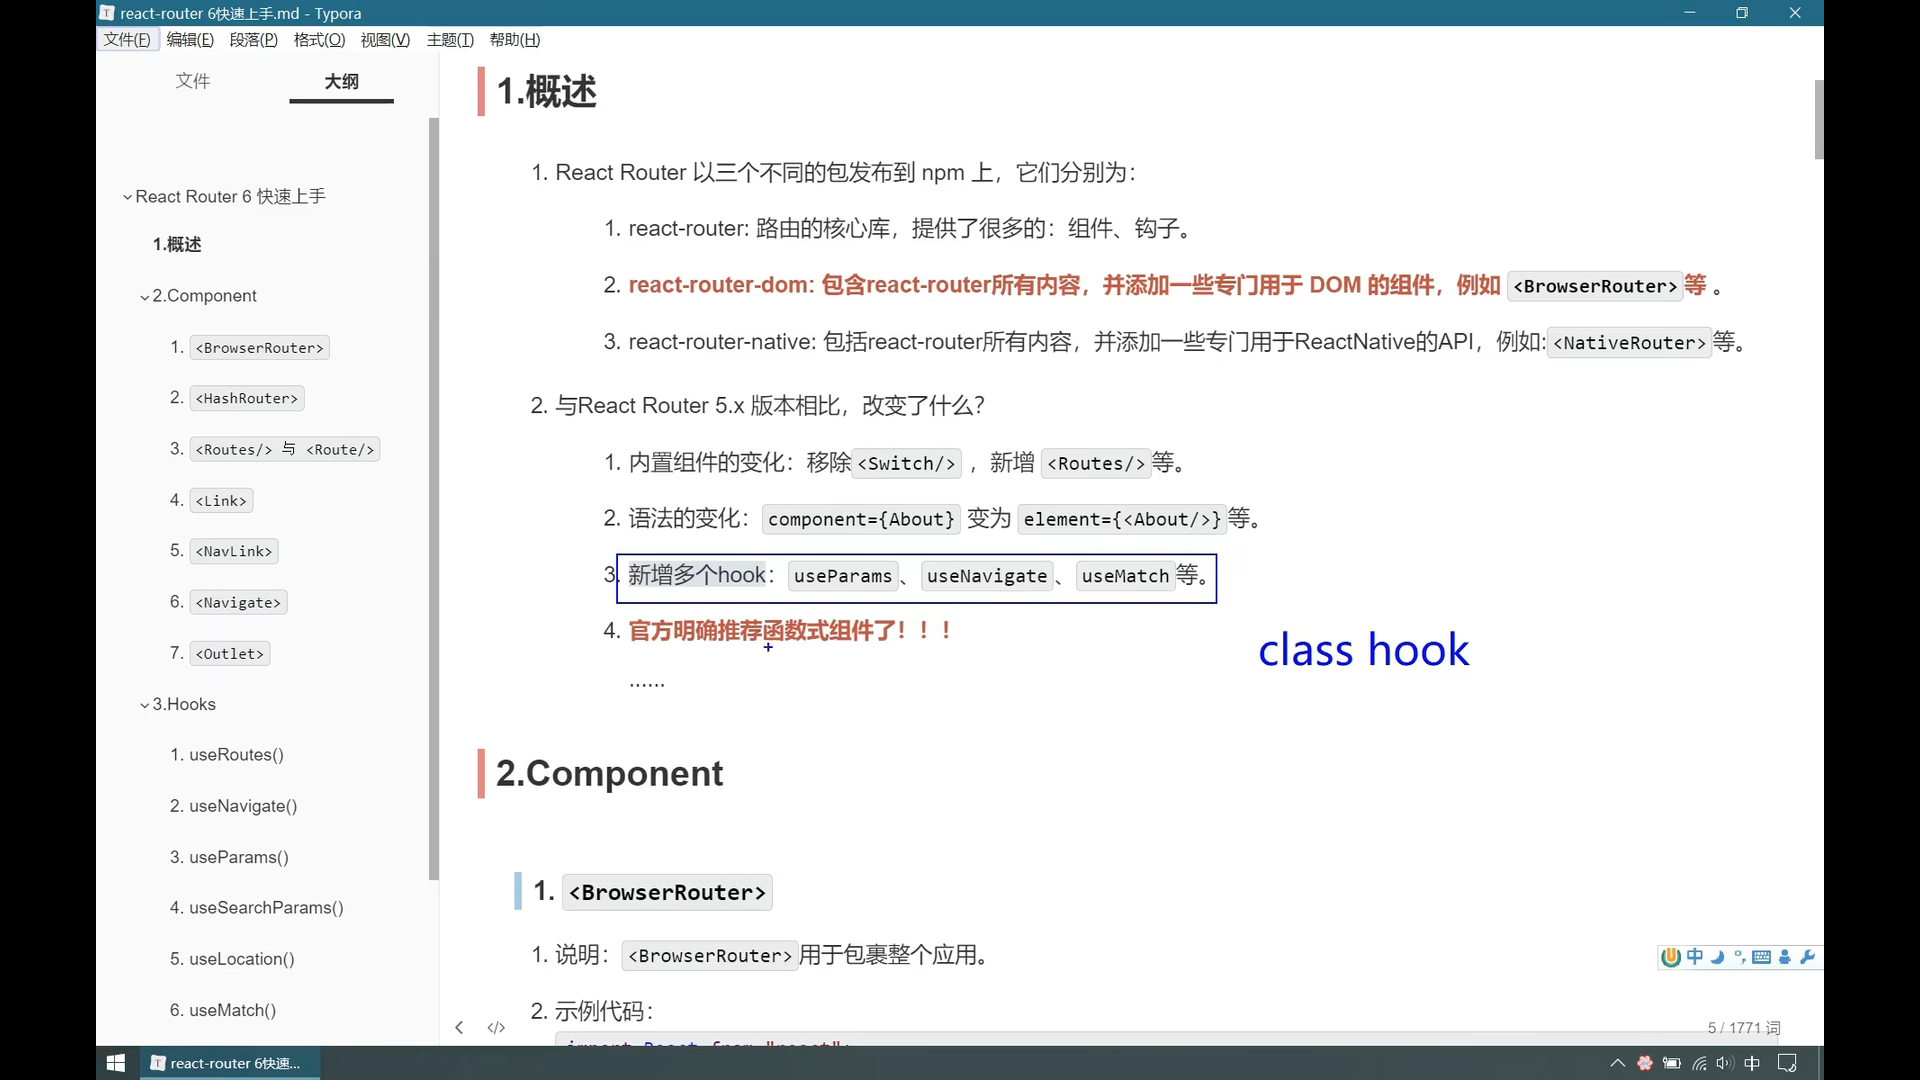 react-router 6快速上手.md - Typora
文件(F) 编辑(E) 段落(P) 格式(O) 视图(V) 主题(T) 帮助(H)
文件 大纲
React Router 6 快速上手
1.概述
2.Component
1. <BrowserRouter>
2. <HashRouter>
3. <Routes/> 与 <Route/>
4. <Link>
5. <NavLink>
6. <Navigate>
7. <Outlet>
3.Hooks
1. useRoutes()
2. useNavigate()
3. useParams()
4. useSearchParams()
5. useLocation()
6. useMatch()
1.概述
1. React Router 以三个不同的包发布到 npm 上，它们分别为：
1. react-router: 路由的核心库，提供了很多的：组件、钩子。
2. react-router-dom: 包含react-router所有内容，并添加一些专门用于 DOM 的组件，例如 <BrowserRouter>等 。
3. react-router-native: 包括react-router所有内容，并添加一些专门用于ReactNative的API，例如:<NativeRouter>等。
2. 与React Router 5.x 版本相比，改变了什么？
1. 内置组件的变化：移除<Switch/> ，新增 <Routes/>等。
2. 语法的变化：component={About} 变为 element={<About/>}等。
3. 新增多个hook：useParams、useNavigate、useMatch等。
4. 官方明确推荐函数式组件了！！！
......
class hook
2.Component
1. <BrowserRouter>
1. 说明：<BrowserRouter>用于包裹整个应用。
2. 示例代码：
import React from "react";
5 / 1771 词
中
react-router 6快速...
中